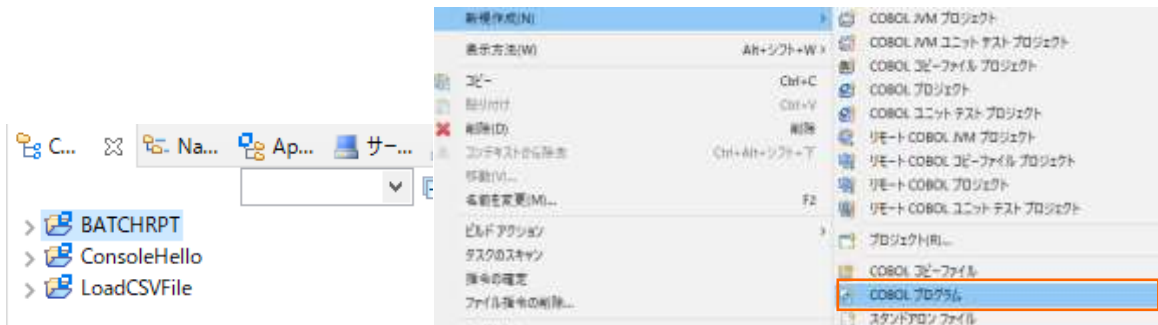 C...
Na...
Ap...
サー...
BATCHRPT
ConsoleHello
LoadCSVFile
新規作成(N)
表示方法(W) Alt+シフト+W
コピー Ctrl+C
貼り付け Ctrl+V
削除(D) 削除
コンテキストから除去 Ctrl+Alt+シフト+下
移動(V)...
名前を変更(M)... F2
ビルド アクション
タスクのスキャン
指令の確定
ファイル指令の削除...
COBOL JVM プロジェクト
COBOL JVM ユニット テスト プロジェクト
COBOL コピーファイル プロジェクト
COBOL プロジェクト
COBOL ユニット テスト プロジェクト
リモート COBOL JVM プロジェクト
リモート COBOL コピーファイル プロジェクト
リモート COBOL プロジェクト
リモート COBOL ユニット テスト プロジェクト
プロジェクト(R)...
COBOL コピーファイル
COBOL プログラム
スタンドアロン ファイル